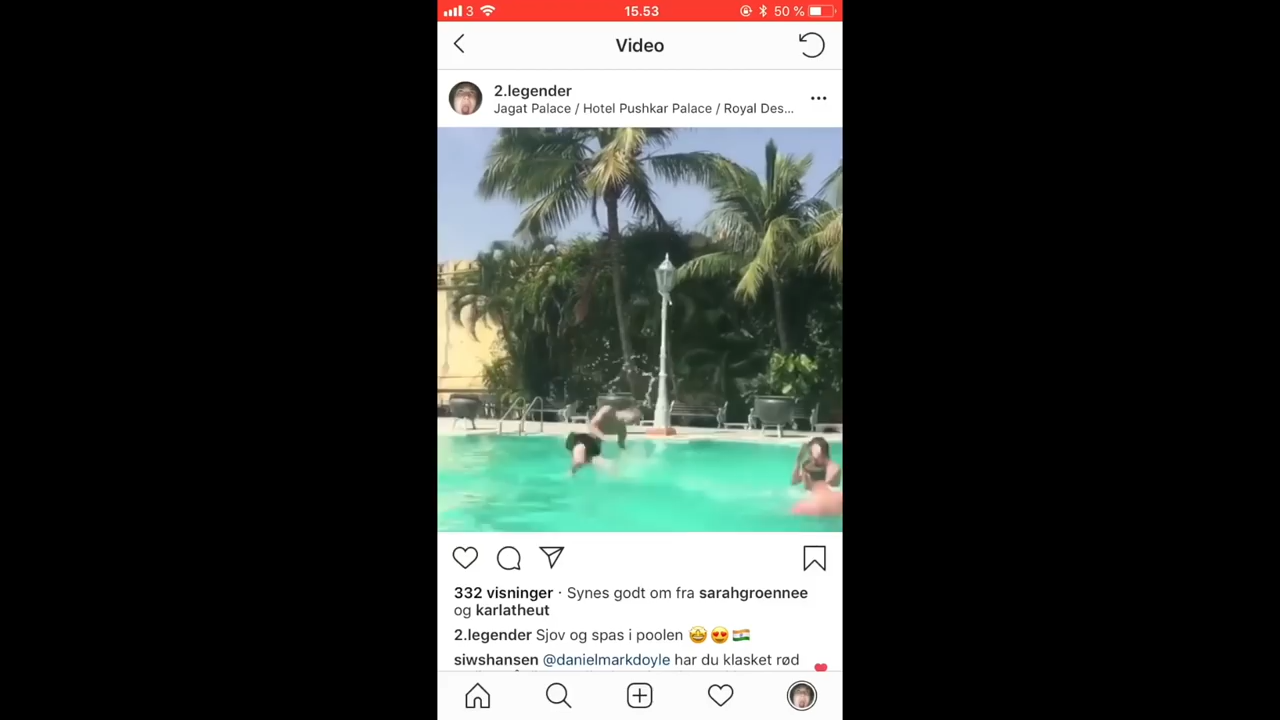 3 15.53 50 %
Video
2.legender
Jagat Palace / Hotel Pushkar Palace / Royal Des...
332 visninger · Synes godt om fra sarahgroennee
og karlatheut
2.legender Sjov og spas i poolen 🤩😍🇮🇳
siwshansen @danielmarkdoyle har du klasket rød